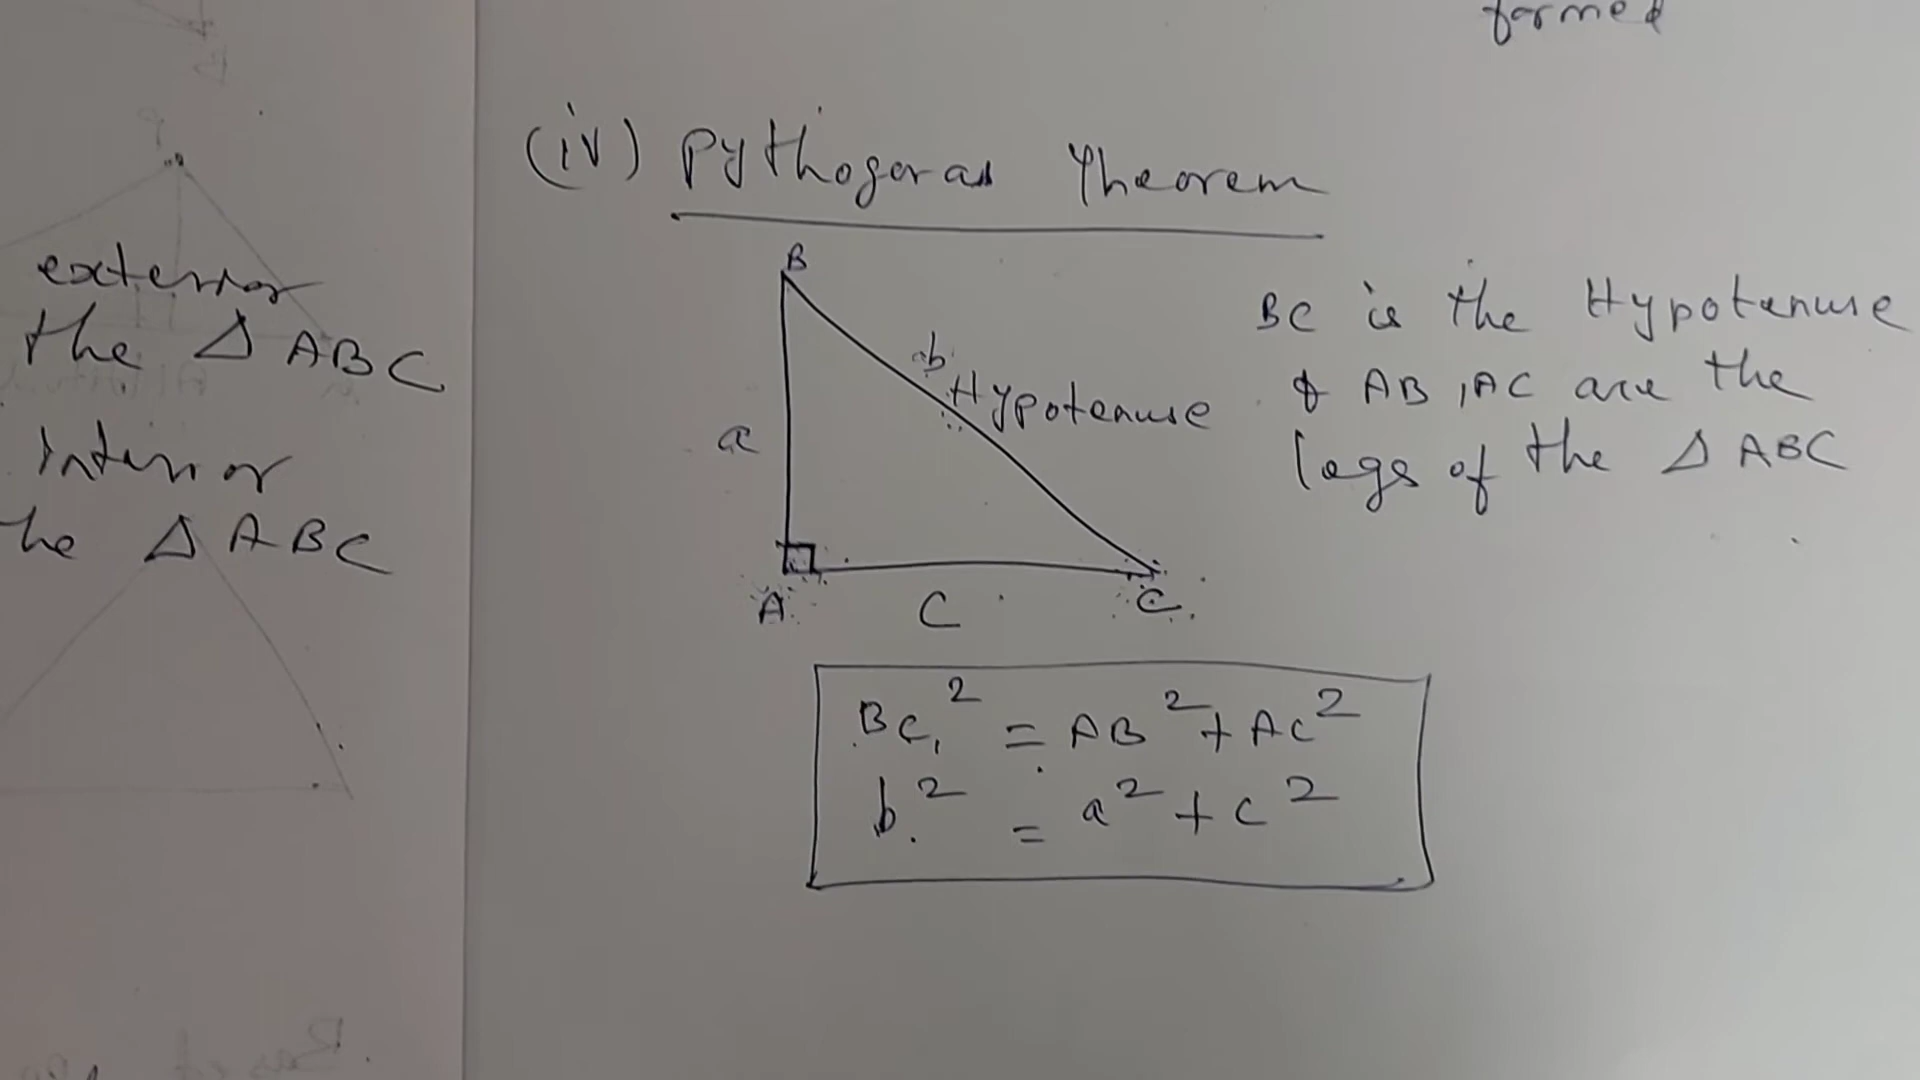 formed
(iv) Pythogoras Theorem
exterior
the Δ ABC
Interior
he Δ ABC
B
a
b
Hypotenuse
A
C
C
BC is the Hypotenuse
& AB, AC are the
legs of the Δ ABC
BC² = AB² + AC²
b² = a² + c²